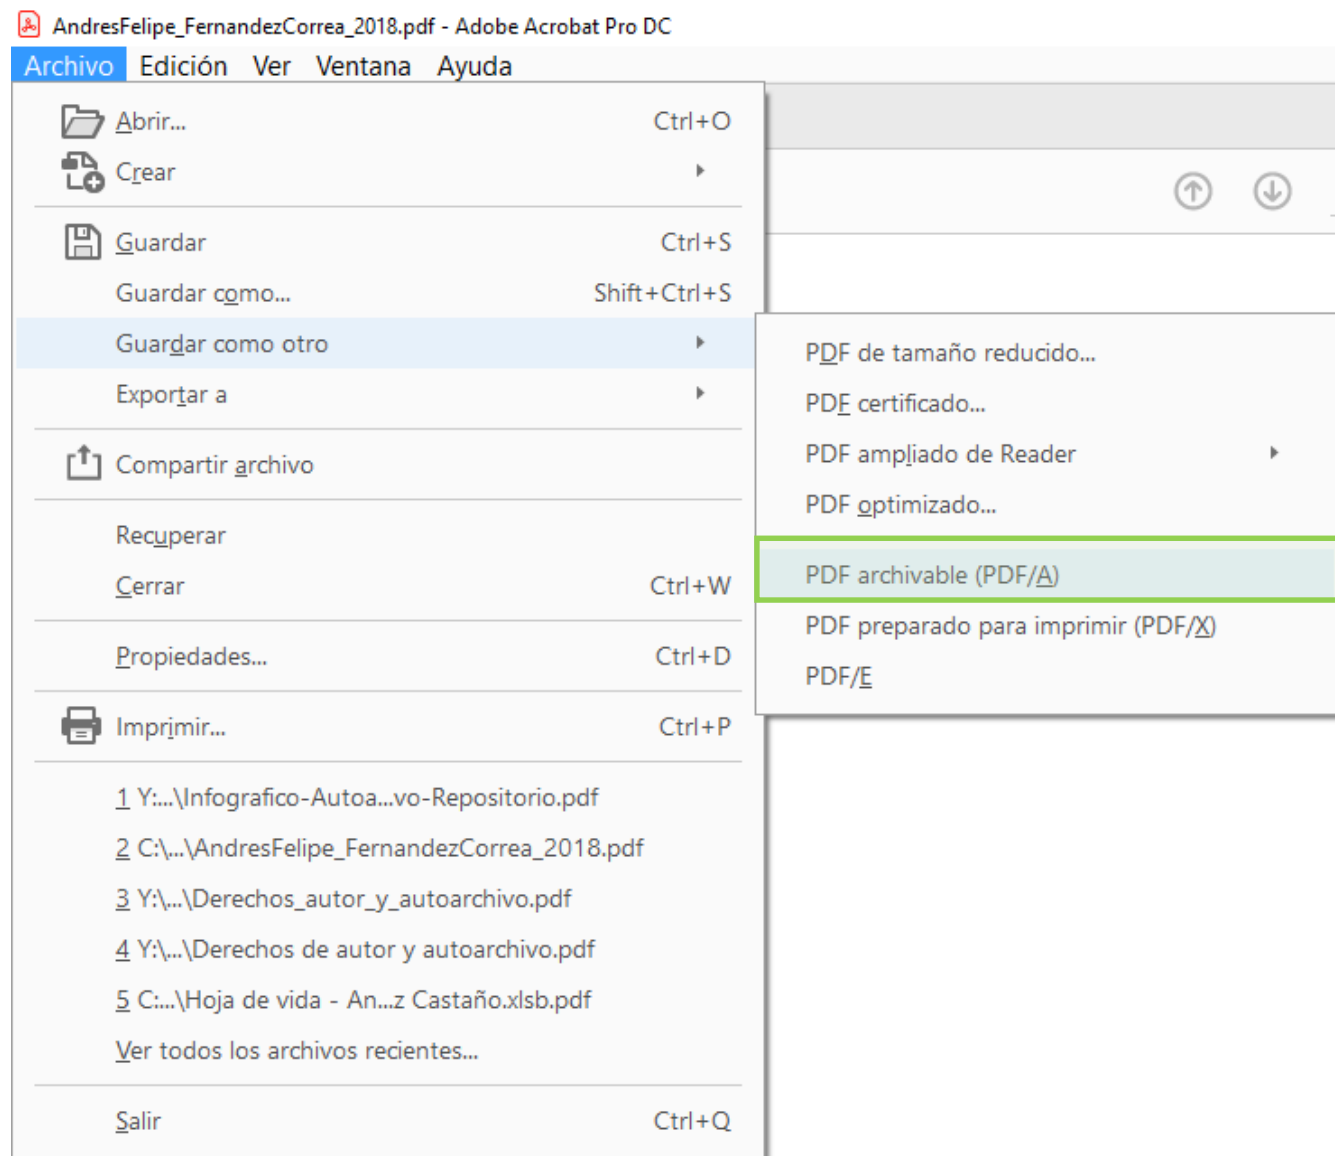 AndresFelipe_FernandezCorrea_2018.pdf - Adobe Acrobat Pro DC
Archivo Edición Ver Ventana Ayuda
Abrir... Ctrl+O
Crear
Guardar Ctrl+S
Guardar como... Shift+Ctrl+S
Guardar como otro
Exportar a
Compartir archivo
Recuperar
Cerrar Ctrl+W
Propiedades... Ctrl+D
Imprimir... Ctrl+P
1 Y:...\Infografico-Autoa...vo-Repositorio.pdf
2 C:\...\AndresFelipe_FernandezCorrea_2018.pdf
3 Y:\...\Derechos_autor_y_autoarchivo.pdf
4 Y:\...\Derechos de autor y autoarchivo.pdf
5 C:...\Hoja de vida - An...z Castaño.xlsb.pdf
Ver todos los archivos recientes...
Salir Ctrl+Q
PDF de tamaño reducido...
PDF certificado...
PDF ampliado de Reader
PDF optimizado...
PDF archivable (PDF/A)
PDF preparado para imprimir (PDF/X)
PDF/E